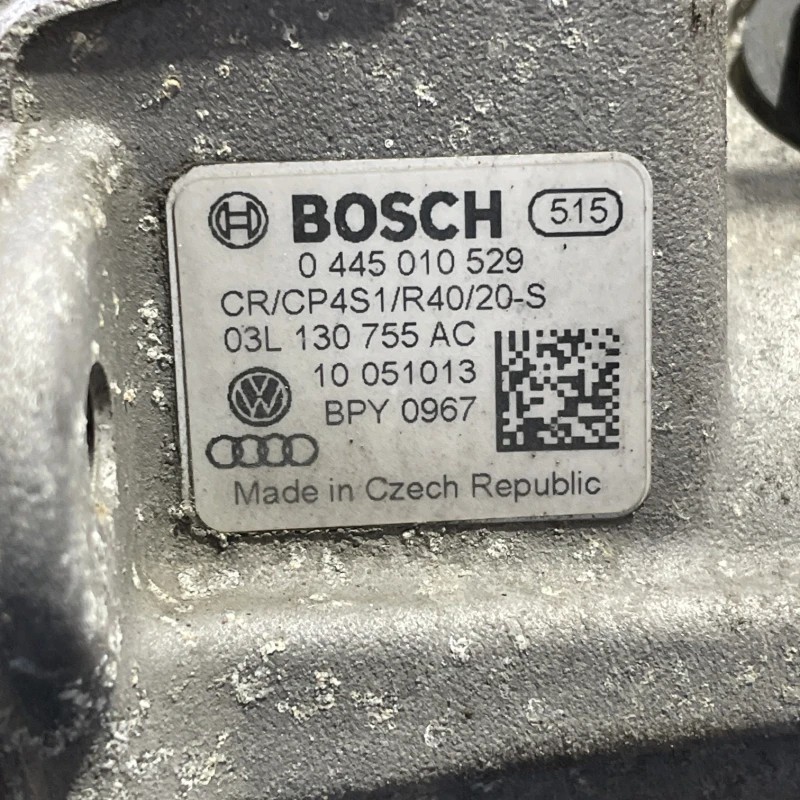 BOSCH 515
0 445 010 529
CR/CP4S1/R40/20-S
03L 130 755 AC
10 051013
BPY 0967
Made in Czech Republic